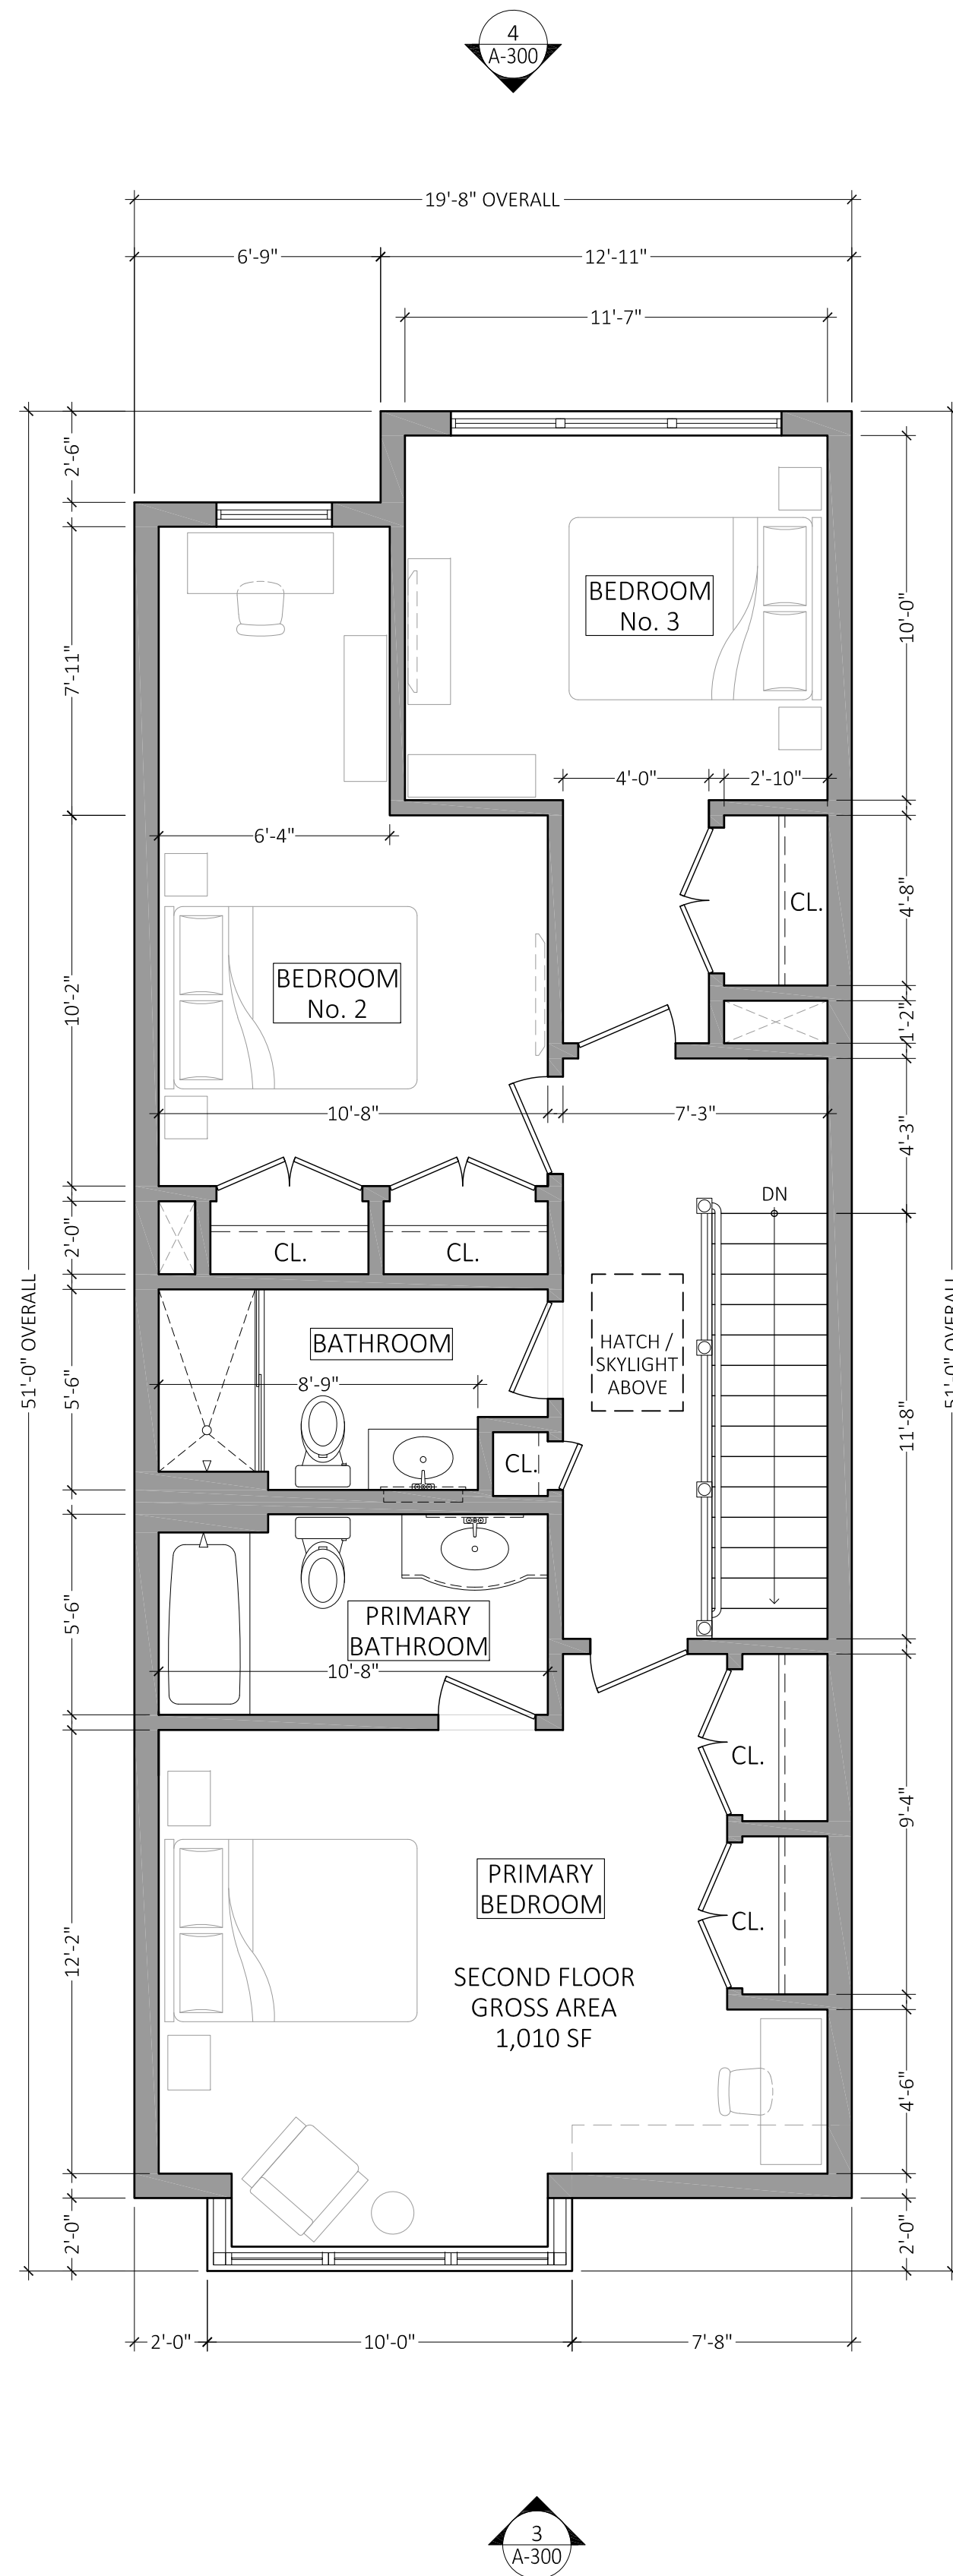 4
A-300
19'-8" OVERALL
6'-9"
12'-11"
11'-7"
2'-6"
7'-11"
10'-2"
2'-0"
5'-6"
5'-6"
12'-2"
2'-0"
51'-0" OVERALL
BEDROOM
No. 3
10'-0"
4'-0"
2'-10"
6'-4"
CL.
4'-8"
BEDROOM
No. 2
1'-2"
10'-8"
7'-3"
4'-3"
DN
CL.
CL.
HATCH /
SKYLIGHT
ABOVE
BATHROOM
8'-9"
CL.
11'-8"
51'-0" OVERALL
PRIMARY
BATHROOM
10'-8"
CL.
9'-4"
PRIMARY
BEDROOM
CL.
SECOND FLOOR
GROSS AREA
1,010 SF
4'-6"
2'-0"
2'-0"
10'-0"
7'-8"
3
A-300